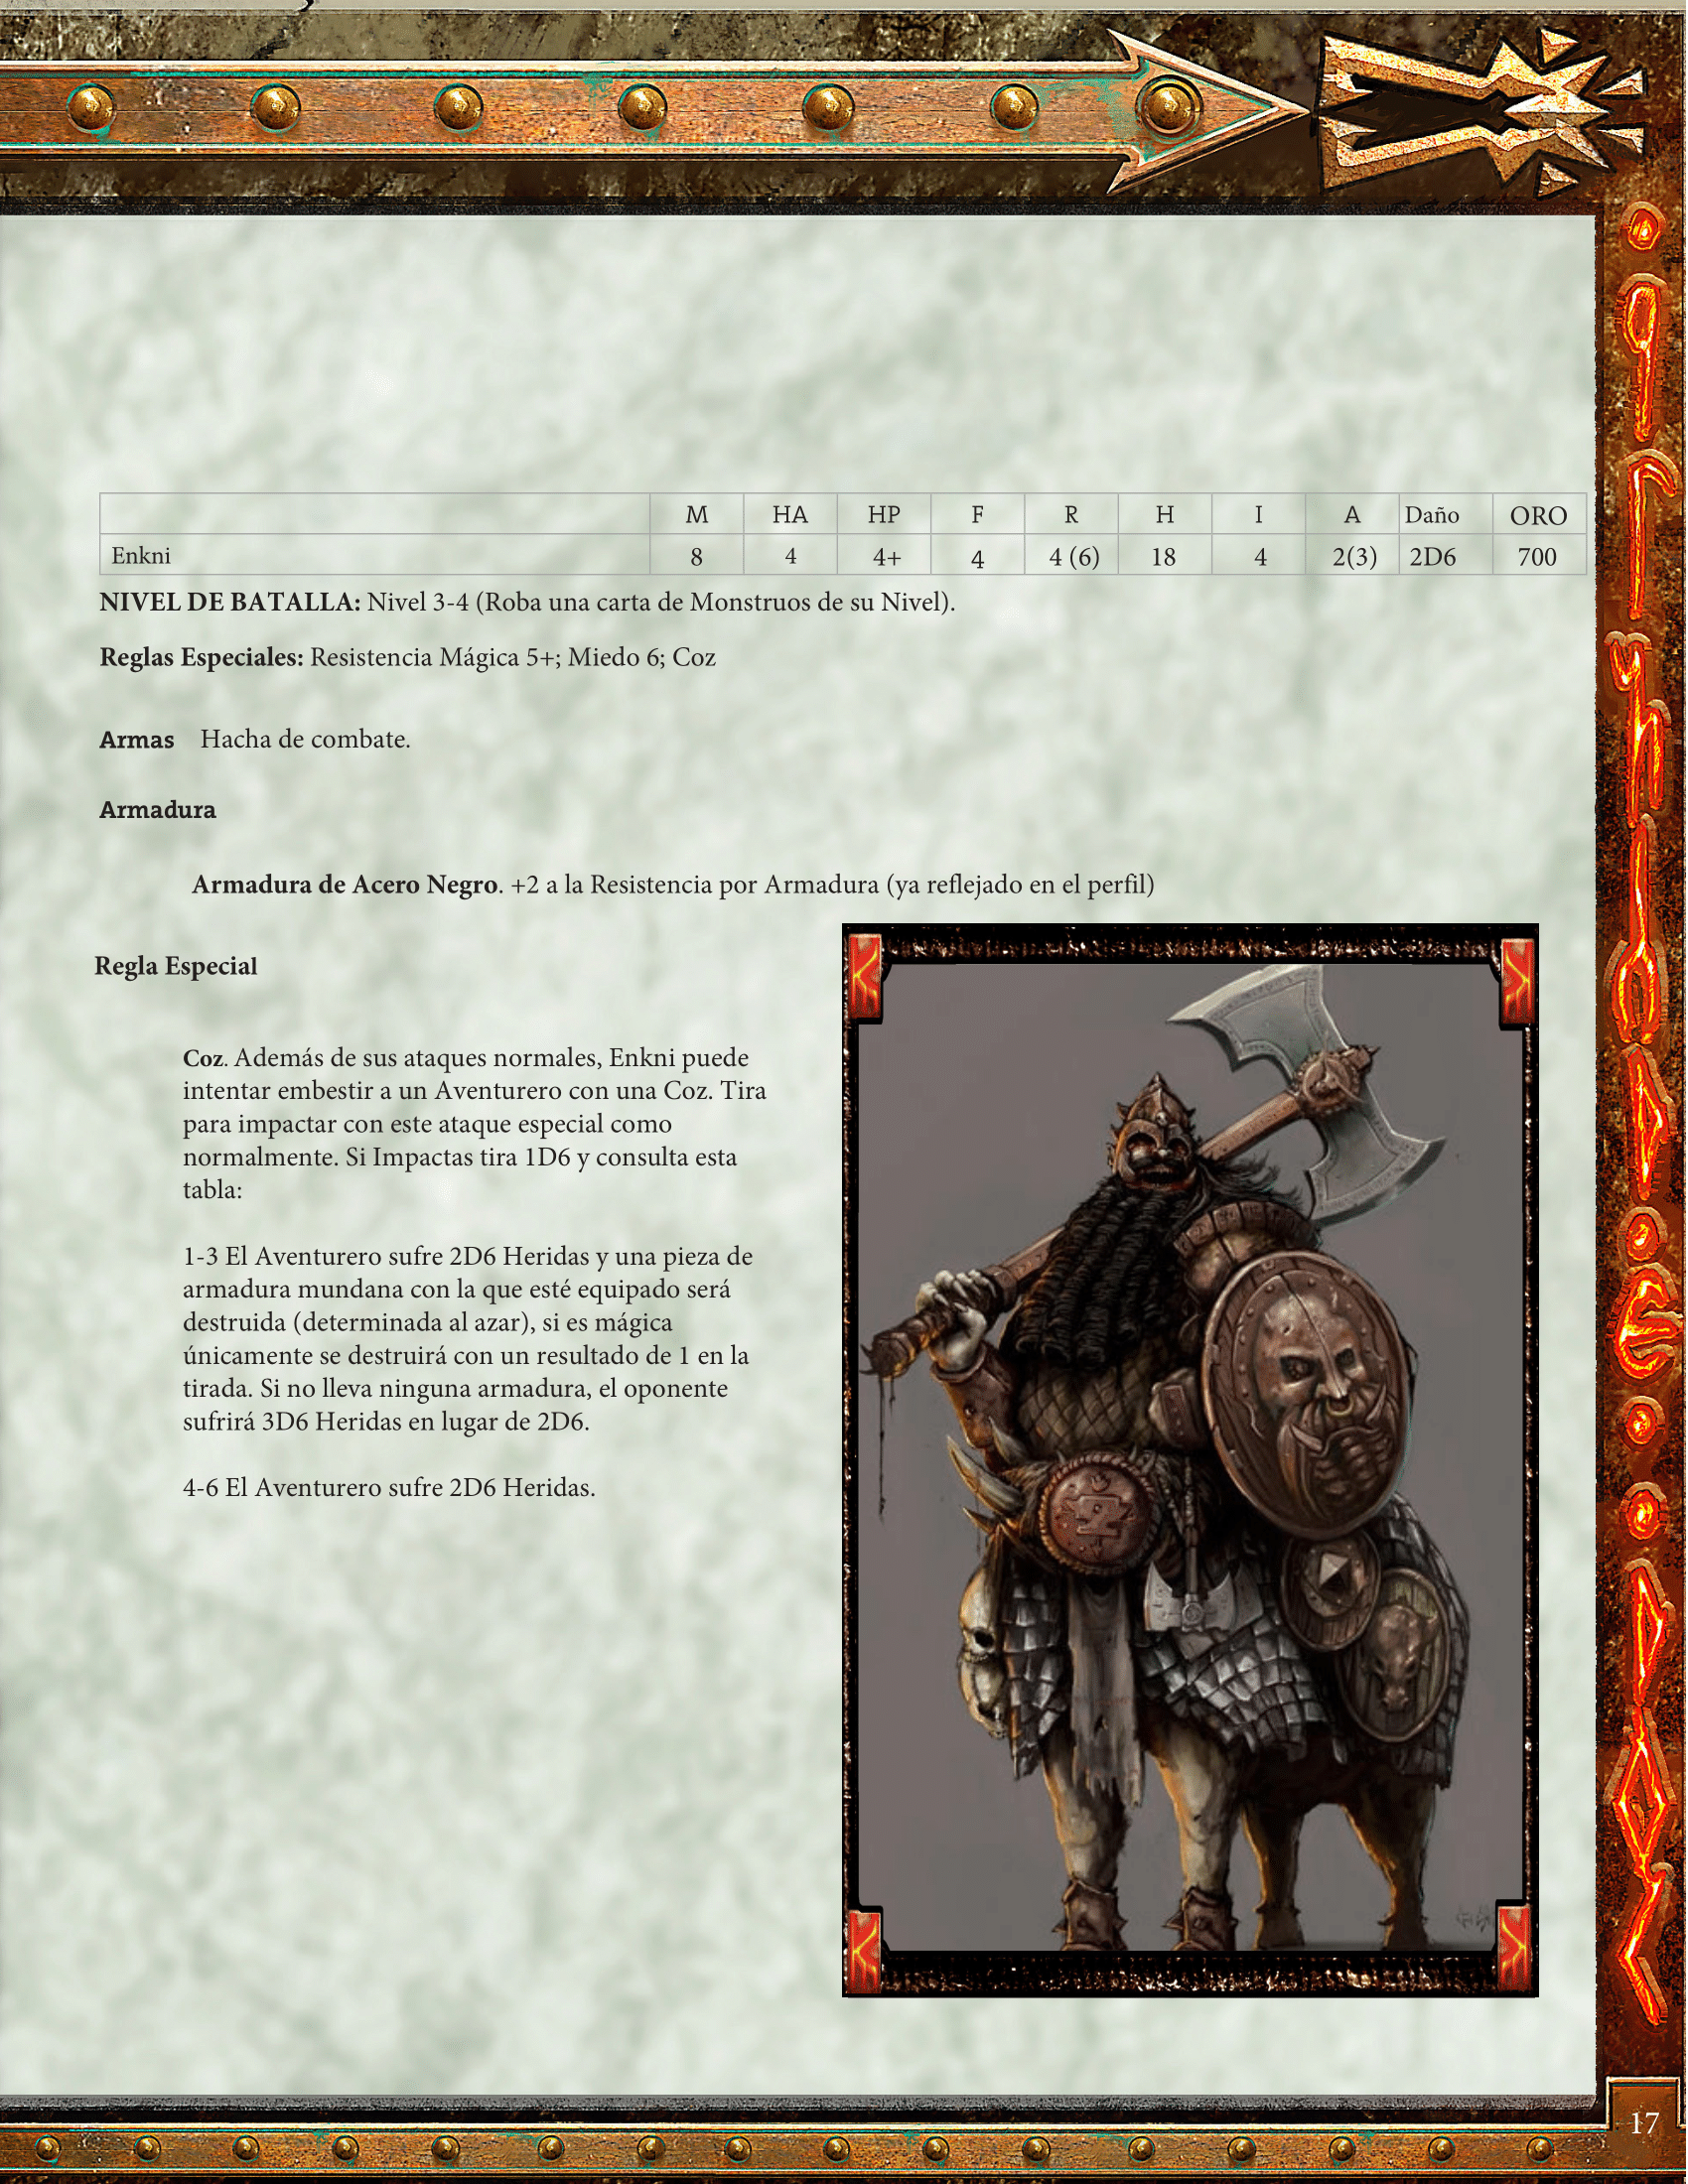 M HA HP F R H I A Daño ORO
Enkni 8 4 4+ 4 4 (6) 18 4 2(3) 2D6 700
NIVEL DE BATALLA: Nivel 3-4 (Roba una carta de Monstruos de su Nivel).
Reglas Especiales: Resistencia Mágica 5+; Miedo 6; Coz
Armas Hacha de combate.
Armadura
Armadura de Acero Negro. +2 a la Resistencia por Armadura (ya reflejado en el perfil)
Regla Especial
Coz. Además de sus ataques normales, Enkni puede
intentar embestir a un Aventurero con una Coz. Tira
para impactar con este ataque especial como
normalmente. Si Impactas tira 1D6 y consulta esta
tabla:
1-3 El Aventurero sufre 2D6 Heridas y una pieza de
armadura mundana con la que esté equipado será
destruida (determinada al azar), si es mágica
únicamente se destruirá con un resultado de 1 en la
tirada. Si no lleva ninguna armadura, el oponente
sufrirá 3D6 Heridas en lugar de 2D6.
4-6 El Aventurero sufre 2D6 Heridas.
17